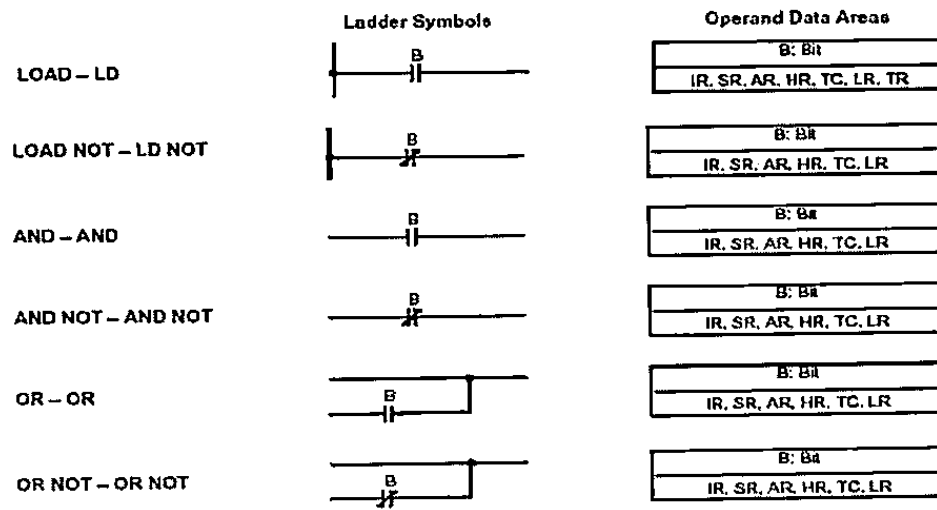 Ladder Symbols Operand Data Areas
LOAD – LD B B: Bit
IR, SR, AR, HR, TC, LR, TR
LOAD NOT – LD NOT B B: Bit
IR, SR, AR, HR, TC, LR
AND – AND B B: Bit
IR, SR, AR, HR, TC, LR
AND NOT – AND NOT B B: Bit
IR, SR, AR, HR, TC, LR
OR – OR B B: Bit
IR, SR, AR, HR, TC, LR
OR NOT – OR NOT B B: Bit
IR, SR, AR, HR, TC, LR